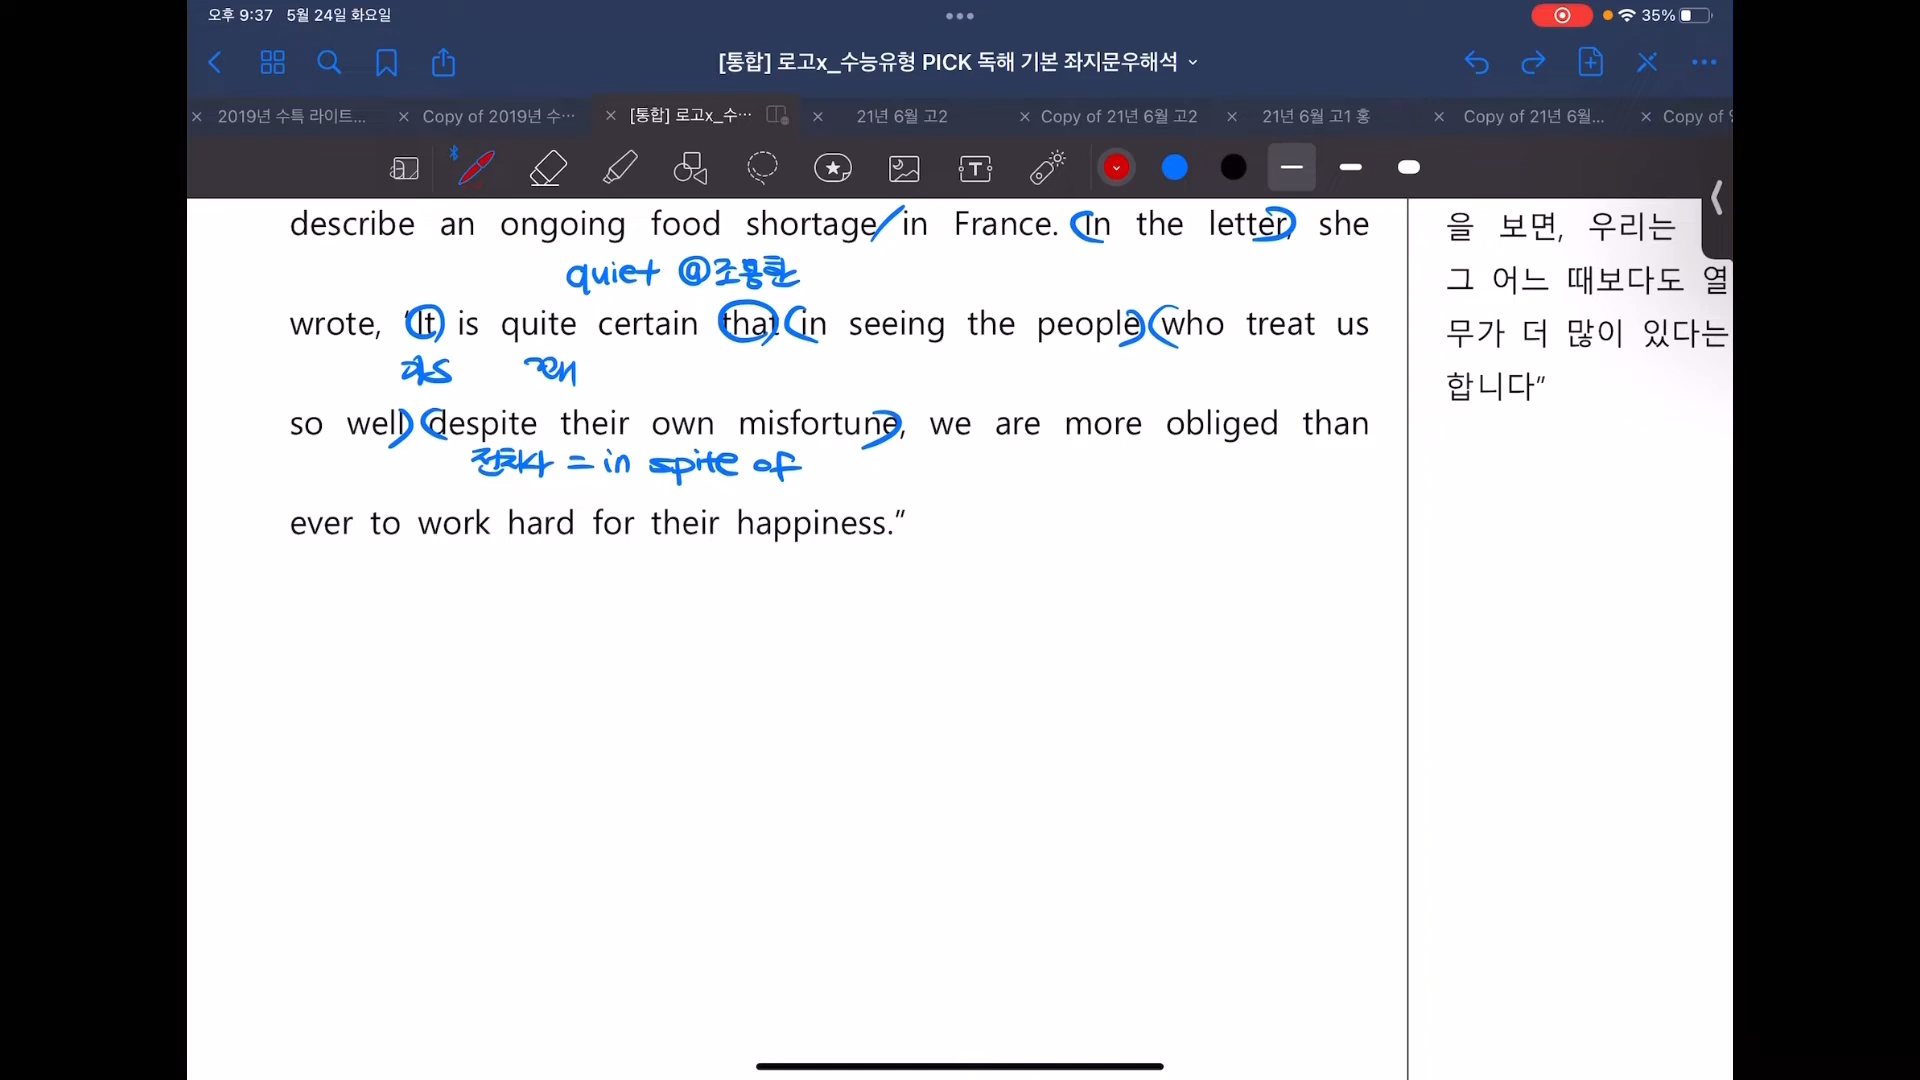 오후 9:37 5월 24일 화요일
35%
[통합] 로고x_수능유형 PICK 독해 기본 좌지문우해석
2019년 수특 라이트... Copy of 2019년 수... [통합] 로고x_수... 21년 6월 고2 Copy of 21년 6월 고2 21년 6월 고1 홍 Copy of 21년 6월... Copy of
describe an ongoing food shortage / in France. (In the letter), she
quiet ⓐ조용한
wrote, “It is quite certain that (in seeing the people) (who treat us
가S 꽤
so well) (despite their own misfortune), we are more obliged than
전치사 = in spite of
ever to work hard for their happiness.”
을 보면, 우리는
그 어느 때보다도 열
무가 더 많이 있다는
합니다”